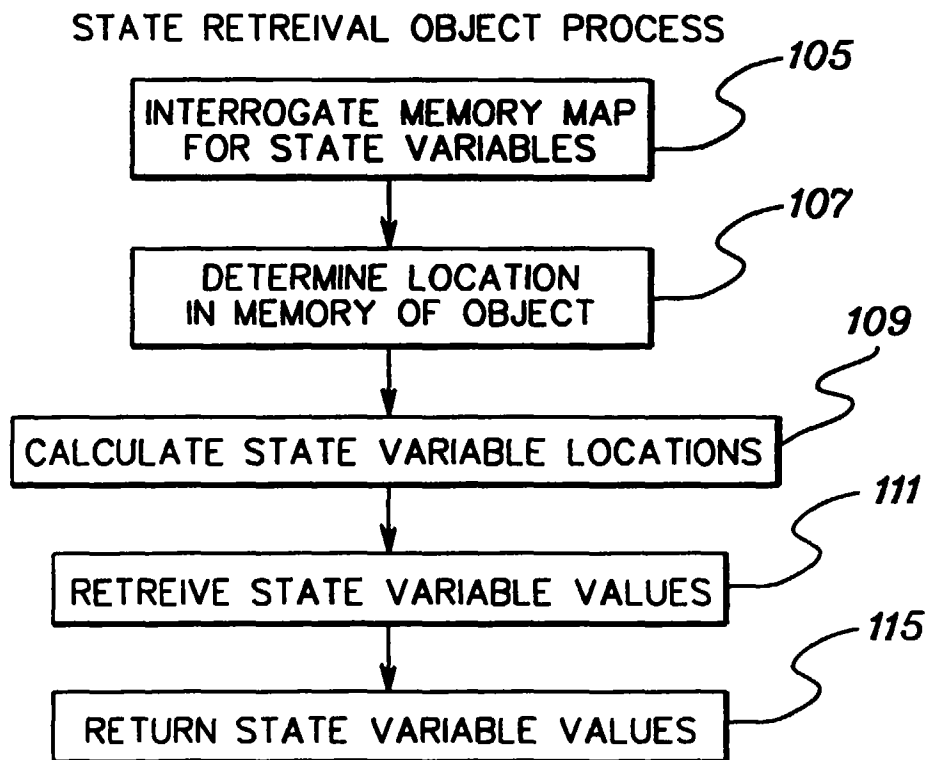 STATE RETREIVAL OBJECT PROCESS
105
INTERROGATE MEMORY MAP
FOR STATE VARIABLES
107
DETERMINE LOCATION
IN MEMORY OF OBJECT
109
CALCULATE STATE VARIABLE LOCATIONS
111
RETREIVE STATE VARIABLE VALUES
115
RETURN STATE VARIABLE VALUES